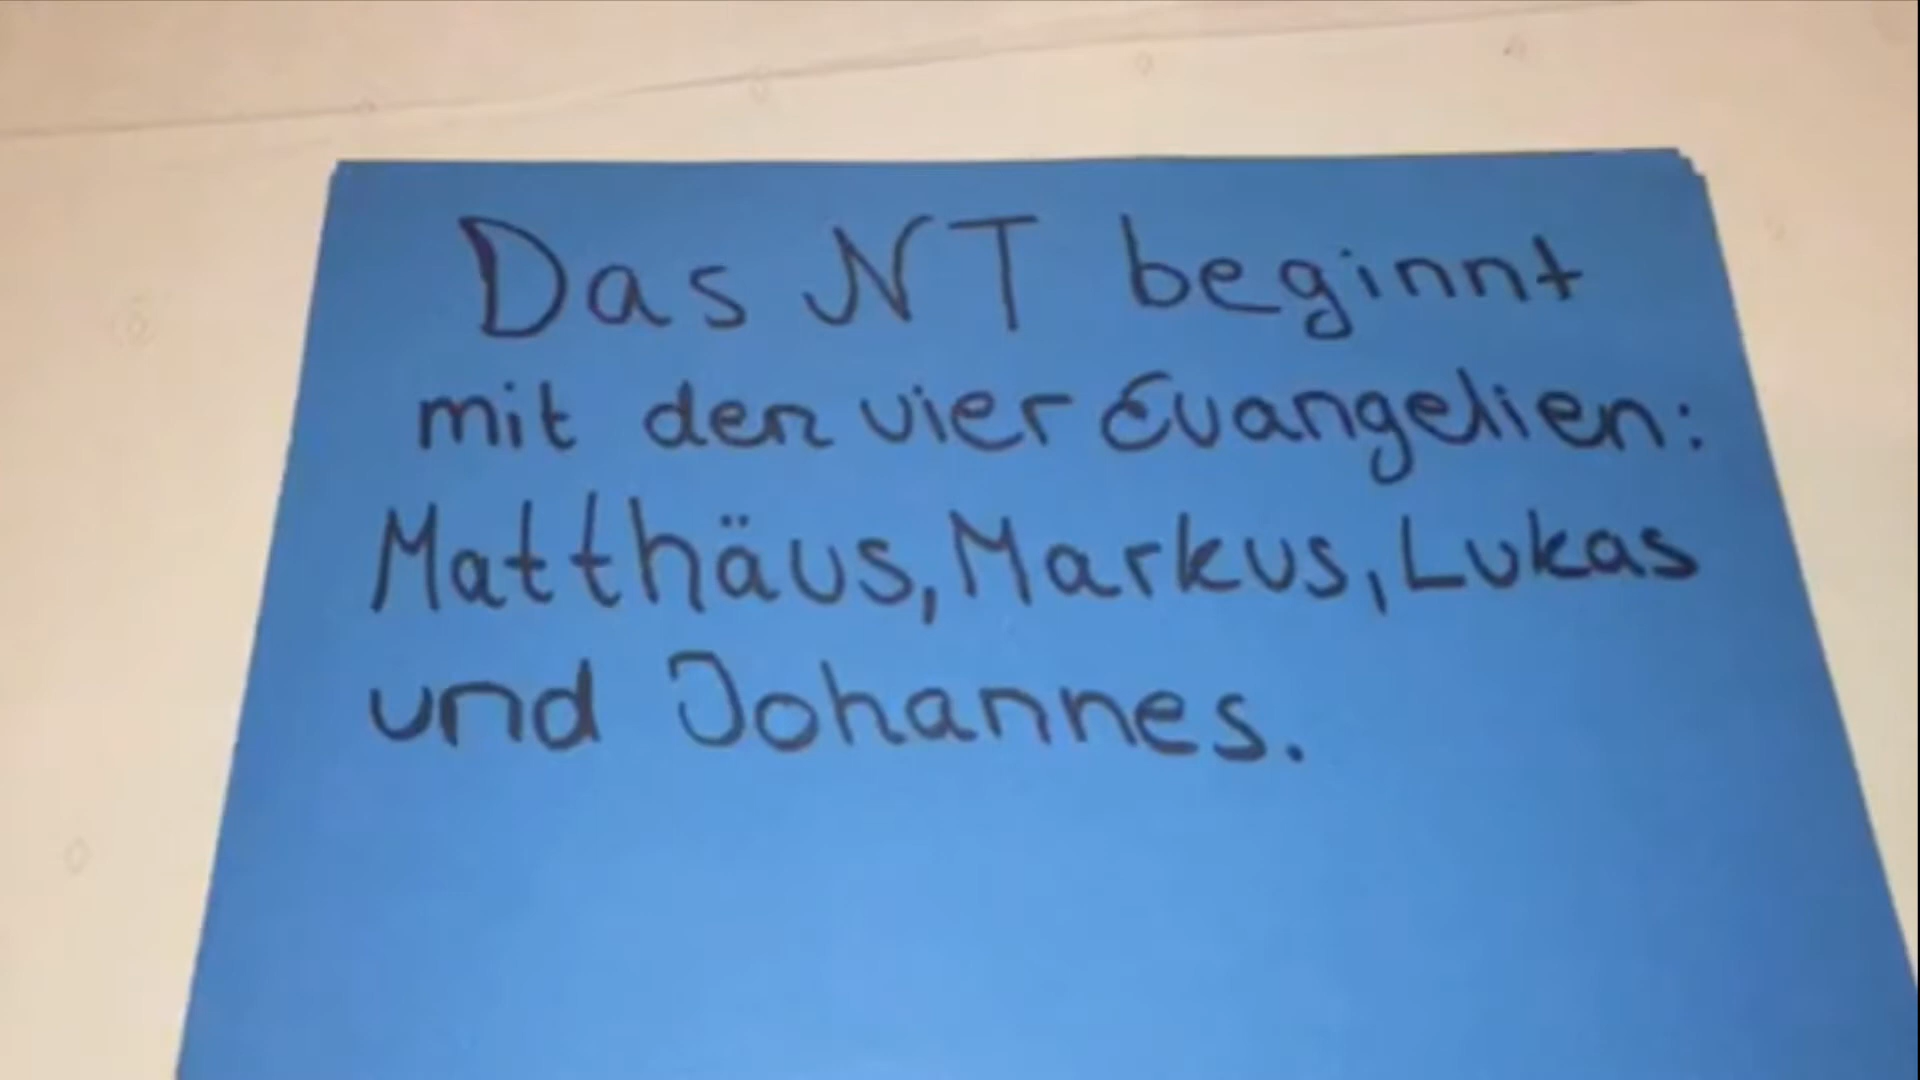 Das NT beginnt
mit den vier Evangelien:
Matthäus, Markus, Lukas
und Johannes.